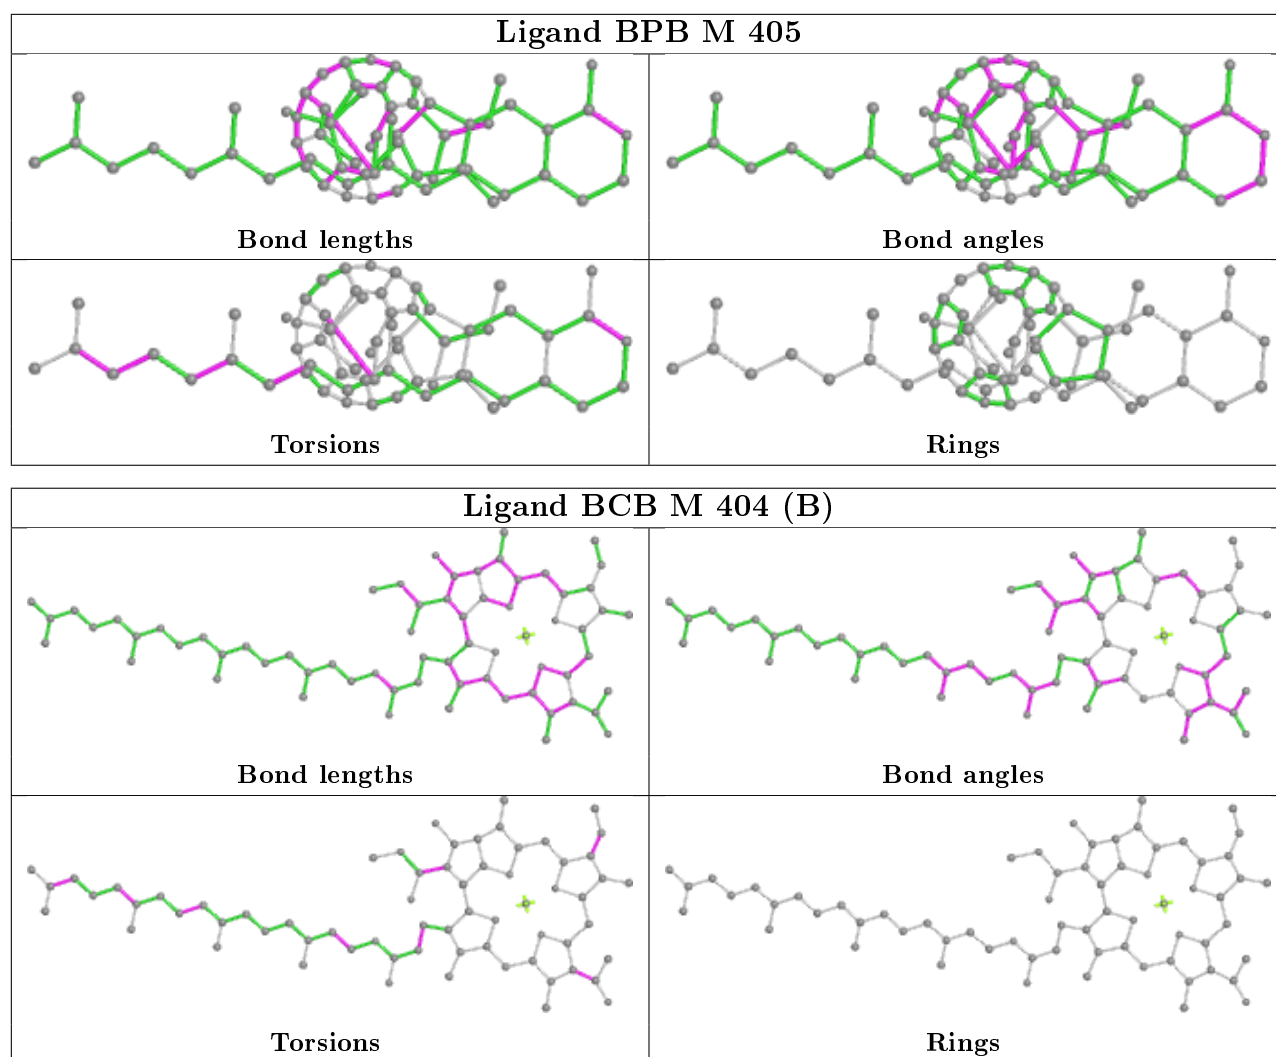 Ligand BPB M 405
Bond lengths
Bond angles
Torsions
Rings
Ligand BCB M 404 (B)
Bond lengths
Bond angles
Torsions
Rings